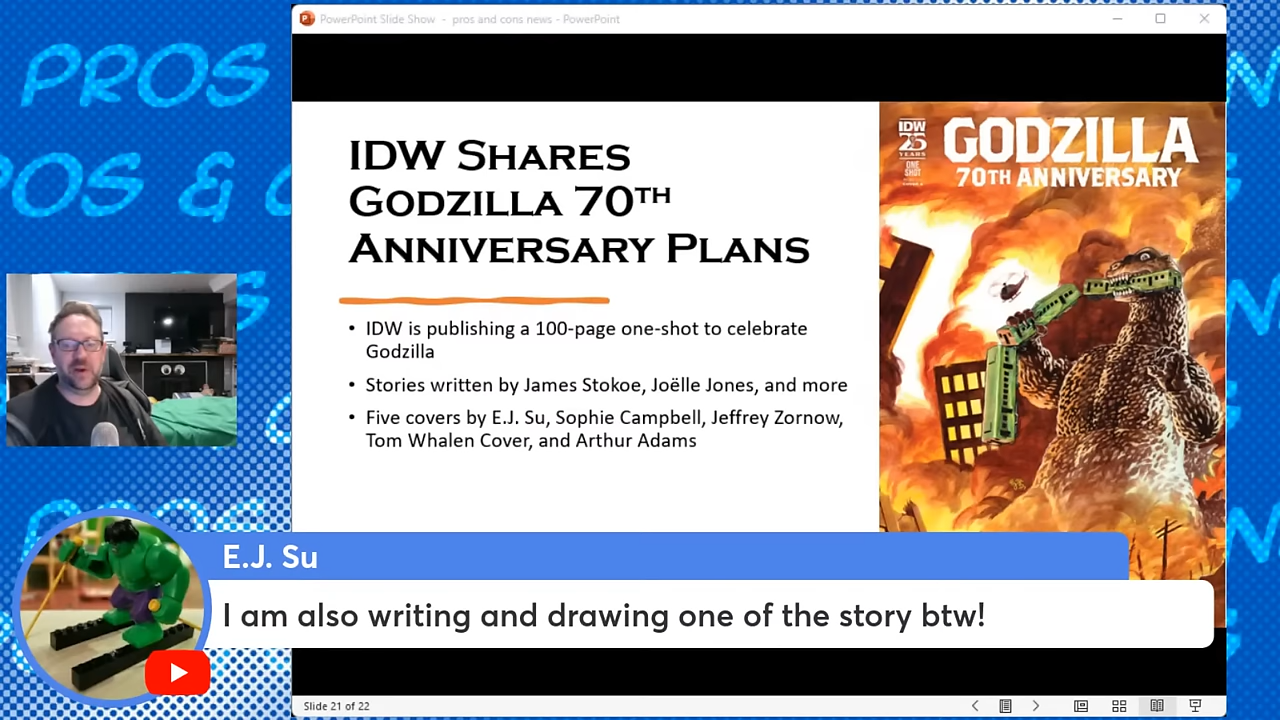 PowerPoint Slide Show - pros and cons news - PowerPoint
PROS
PROS & C
IDW SHARES
GODZILLA 70TH
ANNIVERSARY PLANS
• IDW is publishing a 100-page one-shot to celebrate
Godzilla
• Stories written by James Stokoe, Joëlle Jones, and more
• Five covers by E.J. Su, Sophie Campbell, Jeffrey Zornow,
Tom Whalen Cover, and Arthur Adams
IDW
25
YEARS
ONE
SHOT
GODZILLA
70TH ANNIVERSARY
E.J. Su
I am also writing and drawing one of the story btw!
Slide 21 of 22